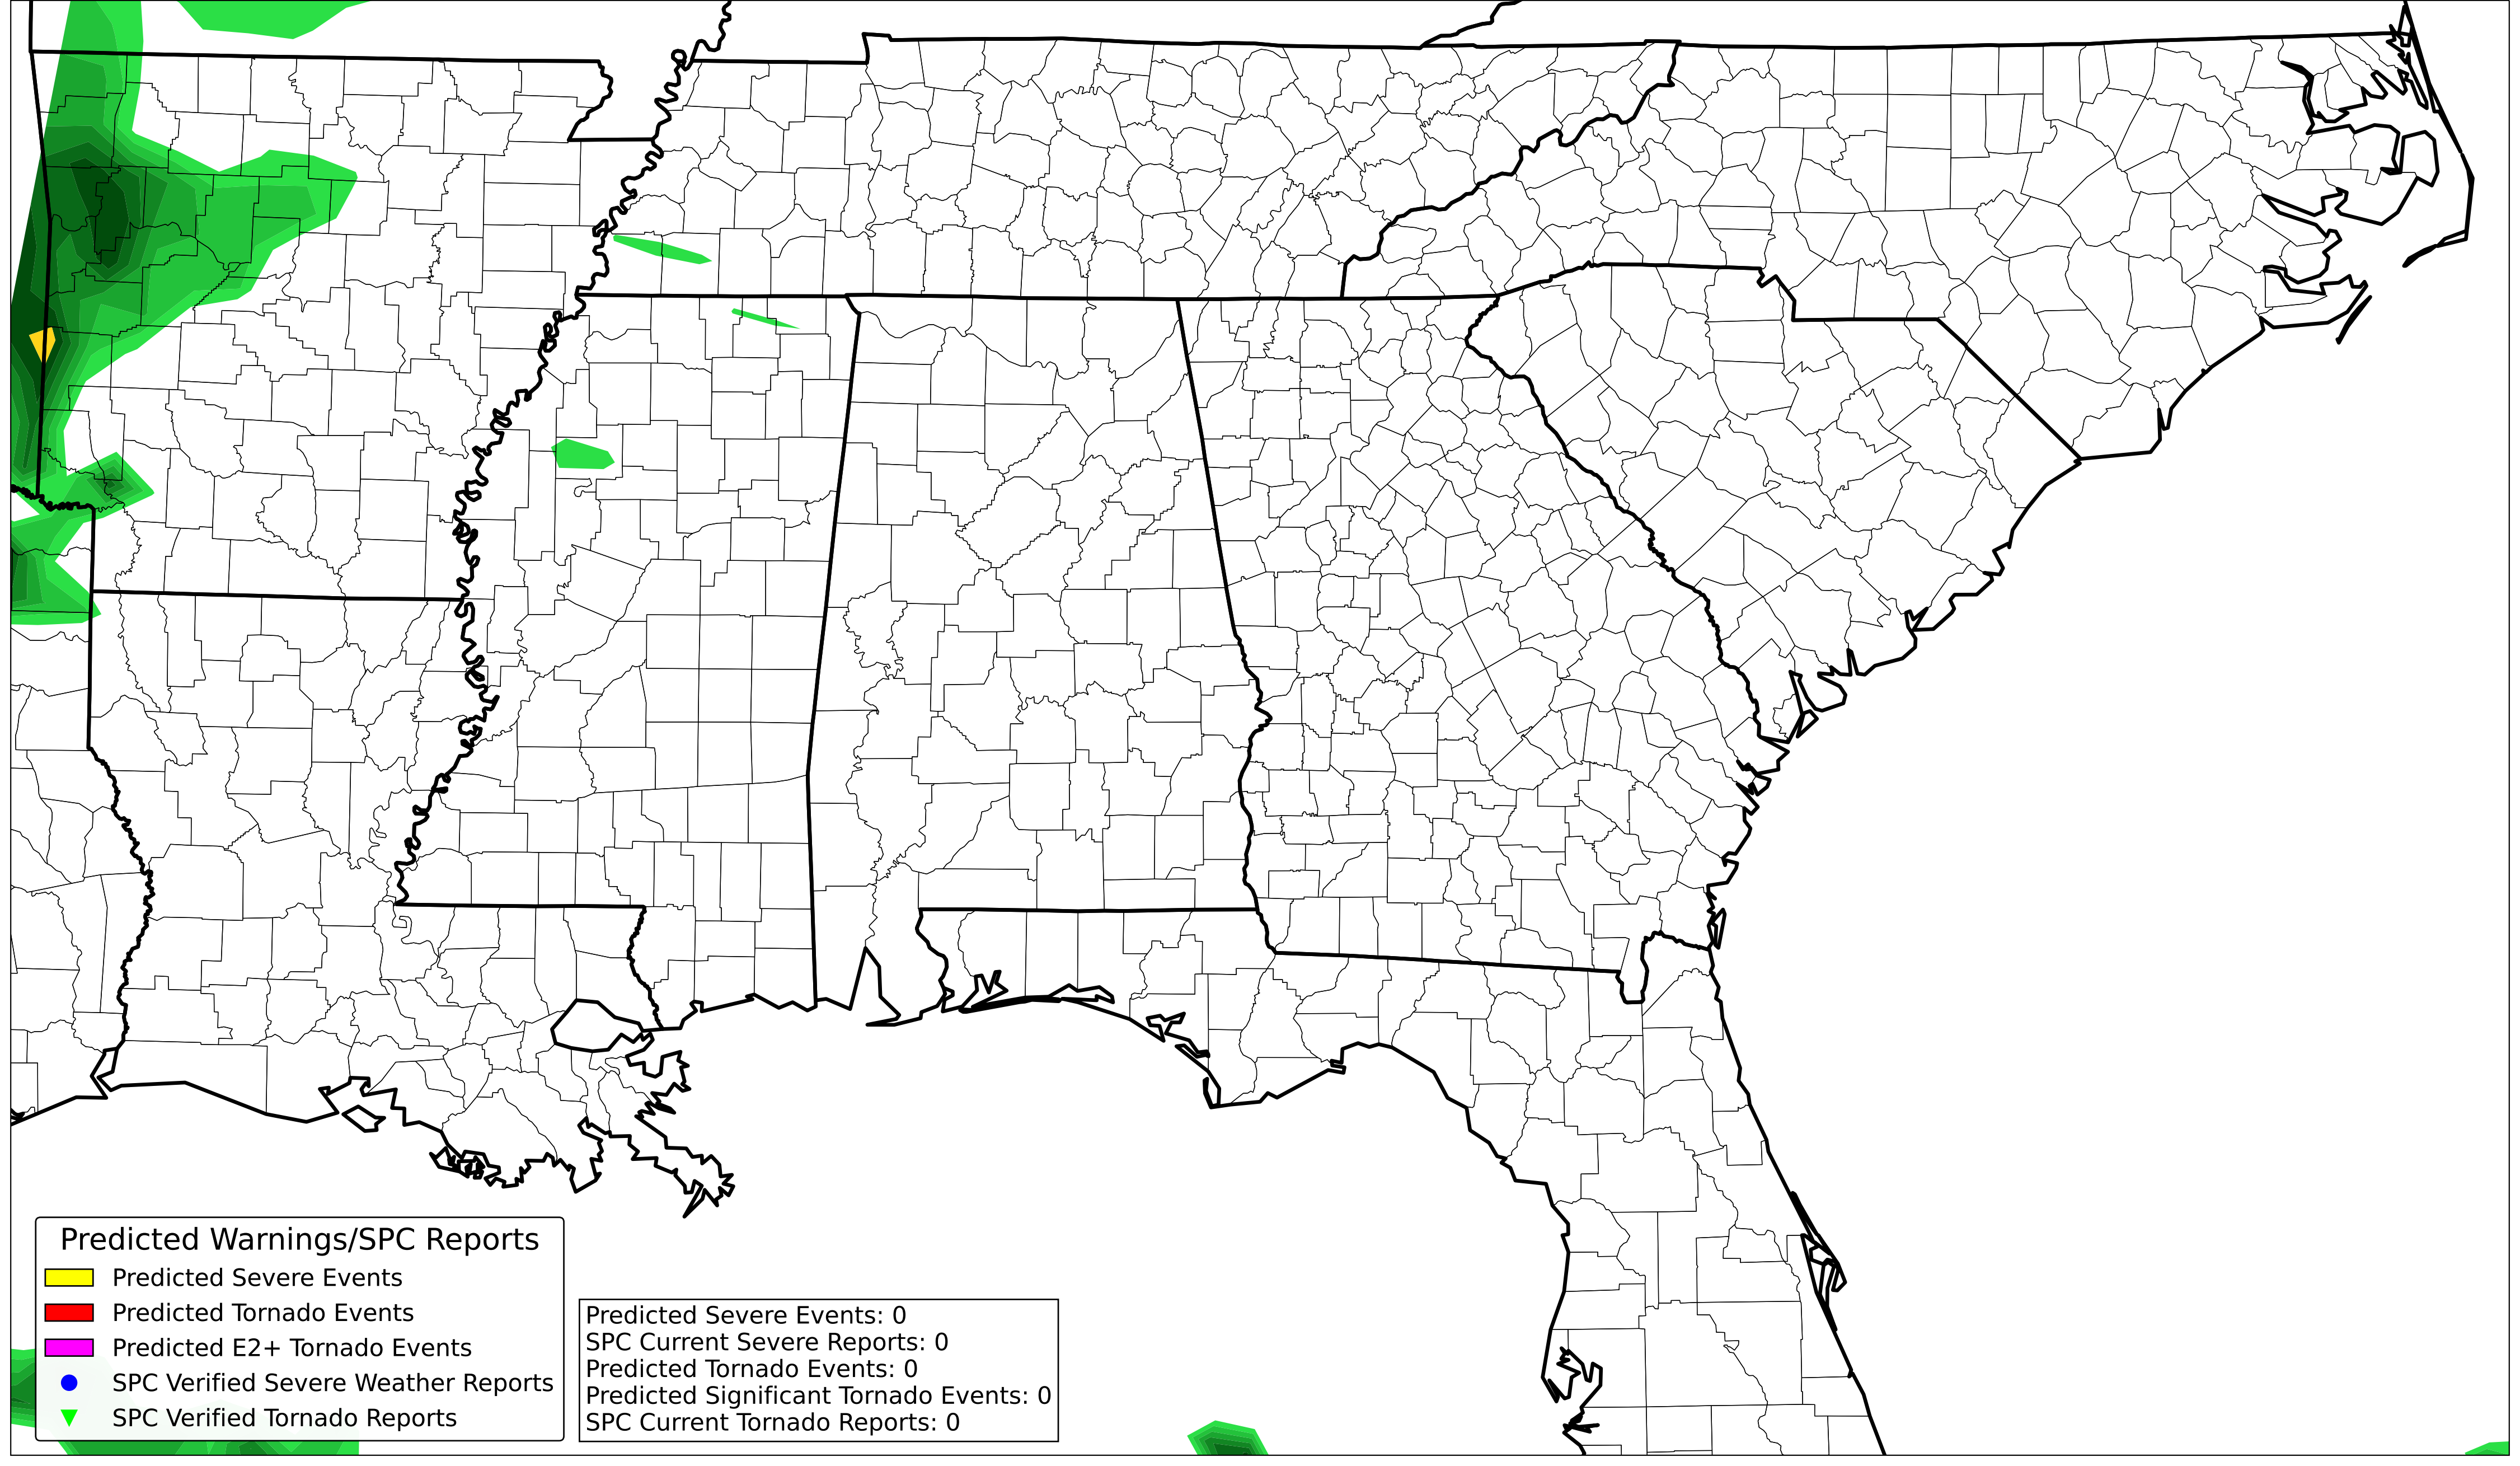 Predicted Warnings/SPC Reports
Predicted Severe Events
Predicted Tornado Events
Predicted E2+ Tornado Events
SPC Verified Severe Weather Reports
SPC Verified Tornado Reports
Predicted Severe Events: 0
SPC Current Severe Reports: 0
Predicted Tornado Events: 0
Predicted Significant Tornado Events: 0
SPC Current Tornado Reports: 0